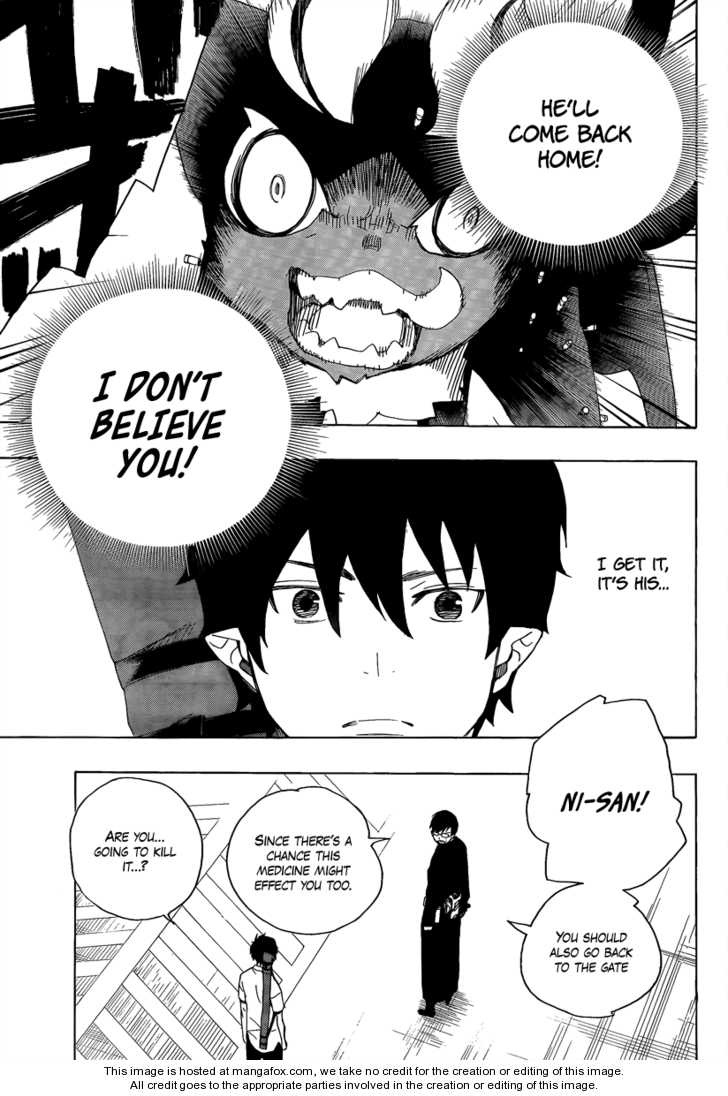 HE'LL
COME BACK
HOME!
I DON'T
BELIEVE
YOU!
I GET IT,
IT'S HIS...
NI-SAN!
YOU SHOULD
ALSO GO BACK
TO THE GATE
SINCE THERE'S A
CHANCE THIS
MEDICINE MIGHT
EFFECT YOU TOO.
ARE YOU...
GOING TO KILL
IT...?
This image is hosted at mangafox.com, we take no credit for the creation or editing of this image.
All credit goes to the appropriate parties involved in the creation or editing of this image.